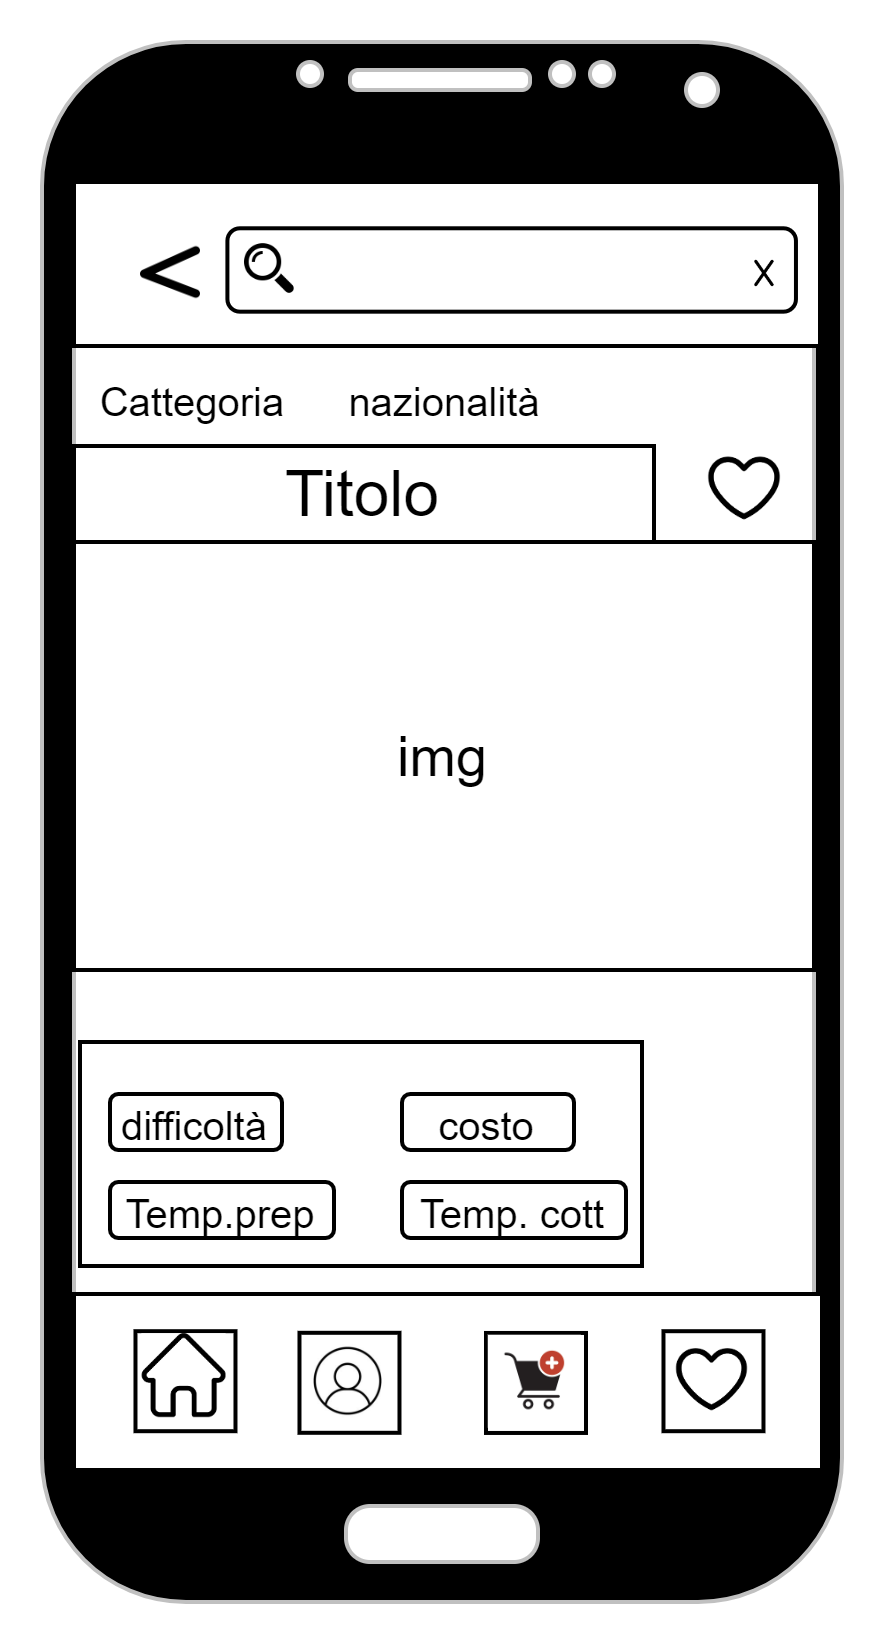 X
Cattegoria nazionalità
Titolo
img
difficoltà costo
Temp.prep Temp. cott